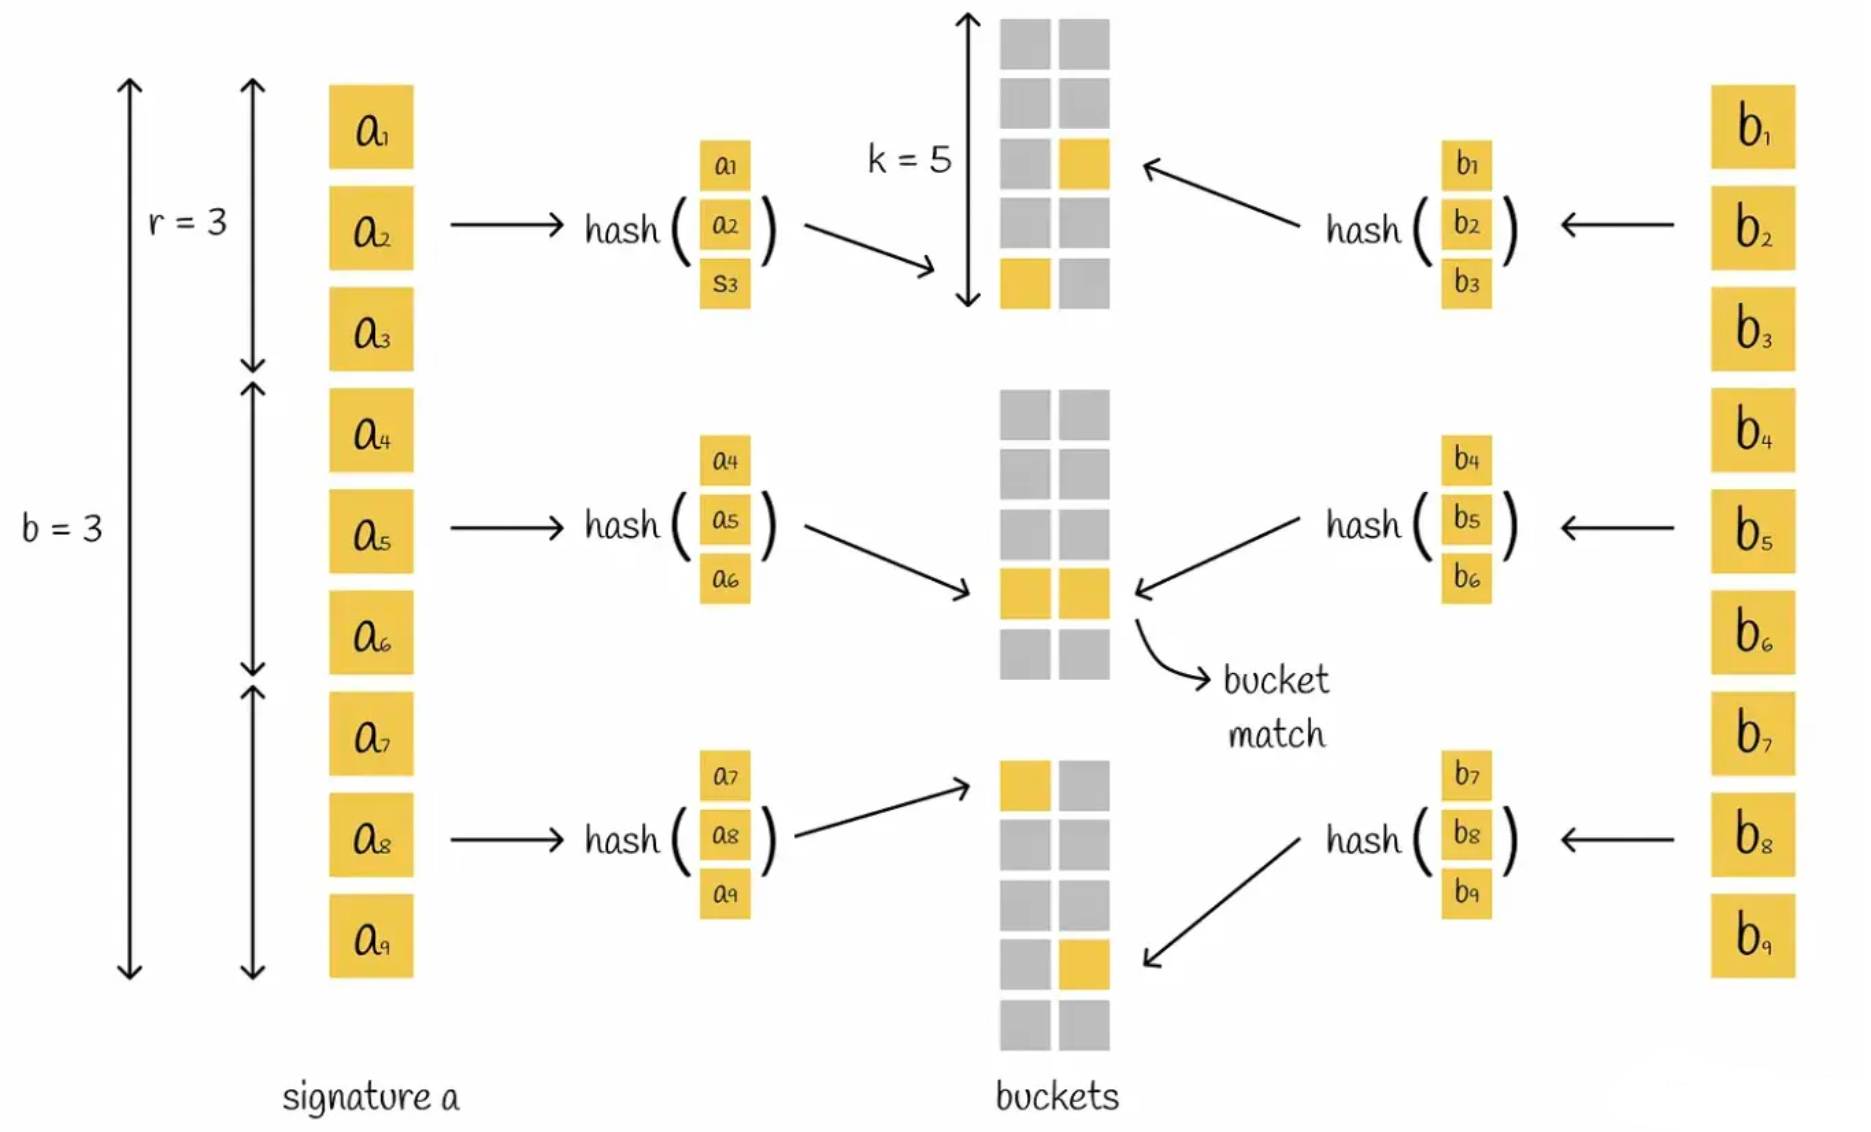 b = 3
r = 3
a1
a2
a3
a4
a5
a6
a7
a8
a9
signature a
hash ( a1 a2 s3 )
hash ( a4 a5 a6 )
hash ( a7 a8 a9 )
k = 5
bucket
match
buckets
hash ( b1 b2 b3 )
hash ( b4 b5 b6 )
hash ( b7 b8 b9 )
b1
b2
b3
b4
b5
b6
b7
b8
b9